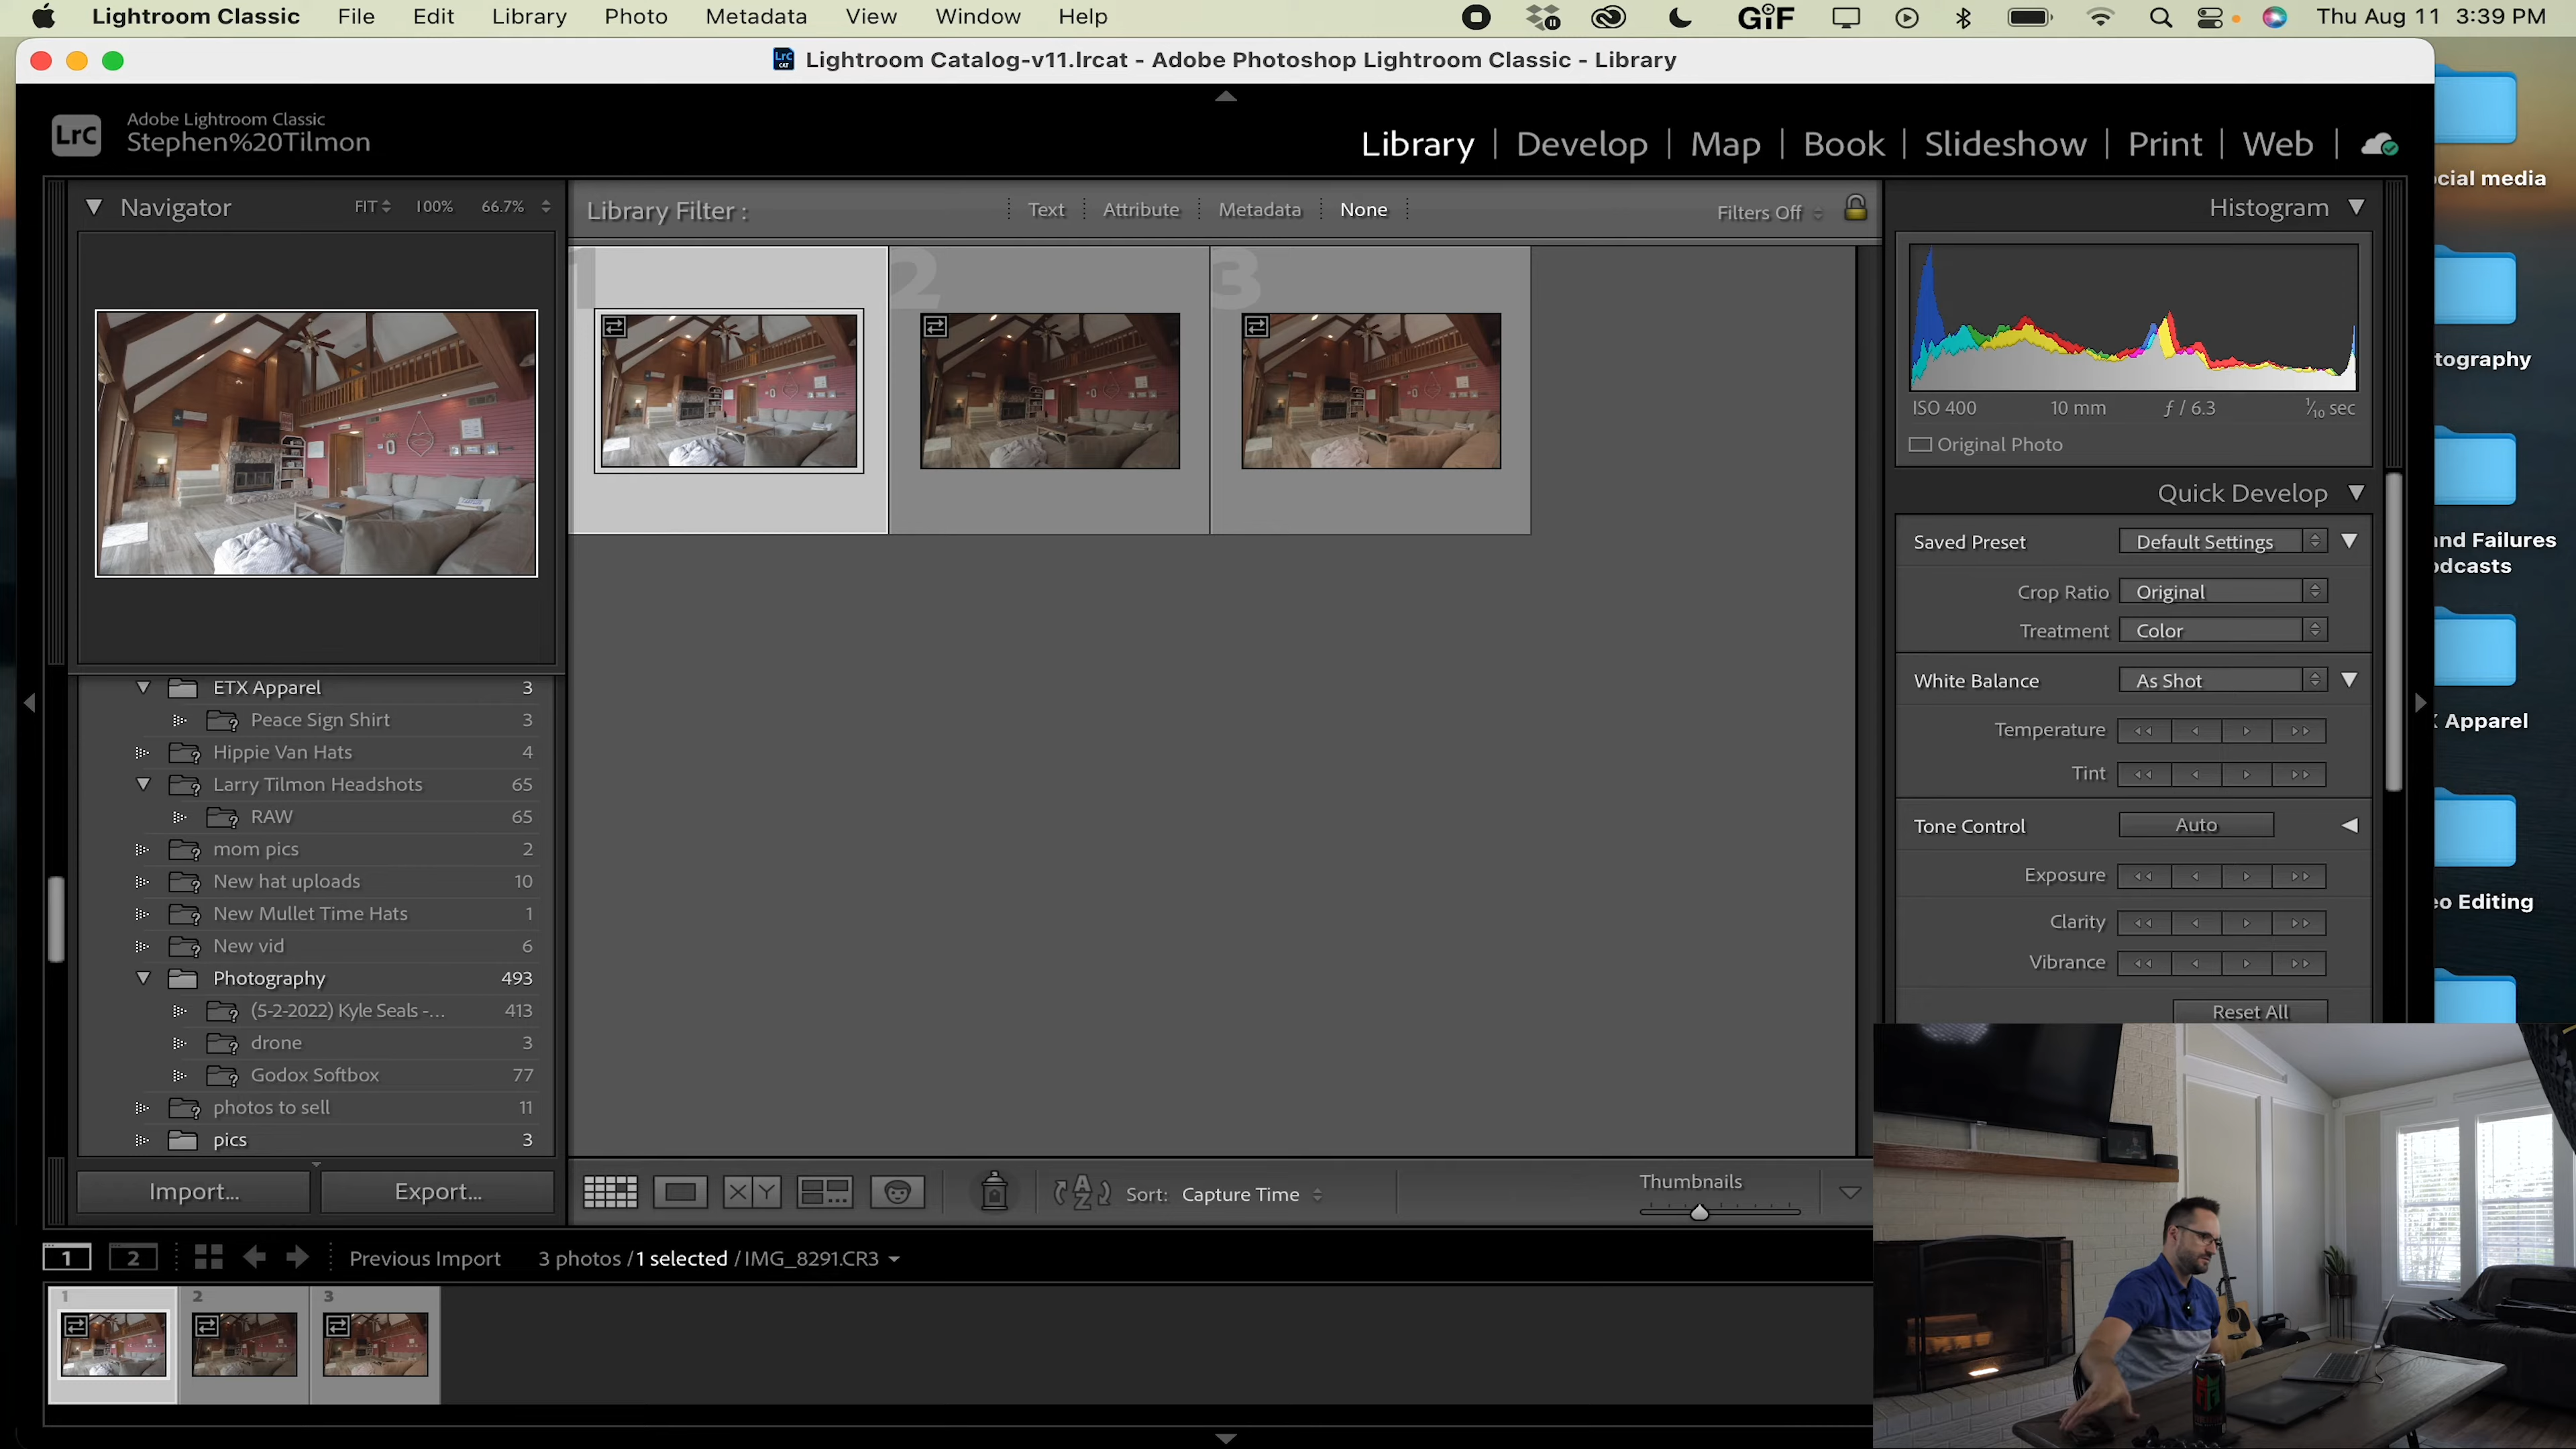 Lightroom Classic File Edit Library Photo Metadata View Window Help GIF Thu Aug 11 3:39 PM
Lightroom Catalog-v11.lrcat - Adobe Photoshop Lightroom Classic - Library
LrC Adobe Lightroom Classic
Stephen%20Tilmon
Library | Develop | Map | Book | Slideshow | Print | Web
Navigator FIT 100% 66.7%
Library Filter : Text Attribute Metadata None Filters Off
Histogram
1 2 3
ISO 400 10 mm ƒ / 6.3 1/10 sec
Original Photo
Quick Develop
Saved Preset Default Settings
Crop Ratio Original
Treatment Color
White Balance As Shot
Temperature
Tint
Tone Control Auto
Exposure
Clarity
Vibrance
Reset All
ETX Apparel 3
Peace Sign Shirt 3
Hippie Van Hats 4
Larry Tilmon Headshots 65
RAW 65
mom pics 2
New hat uploads 10
New Mullet Time Hats 1
New vid 6
Photography 493
(5-2-2022) Kyle Seals -... 413
drone 3
Godox Softbox 77
photos to sell 11
pics 3
Import... Export...
XY AZ Sort: Capture Time Thumbnails
1 2 Previous Import 3 photos / 1 selected / IMG_8291.CR3
1 2 3
cial media
tography
nd Failures
dcasts
Apparel
eo Editing